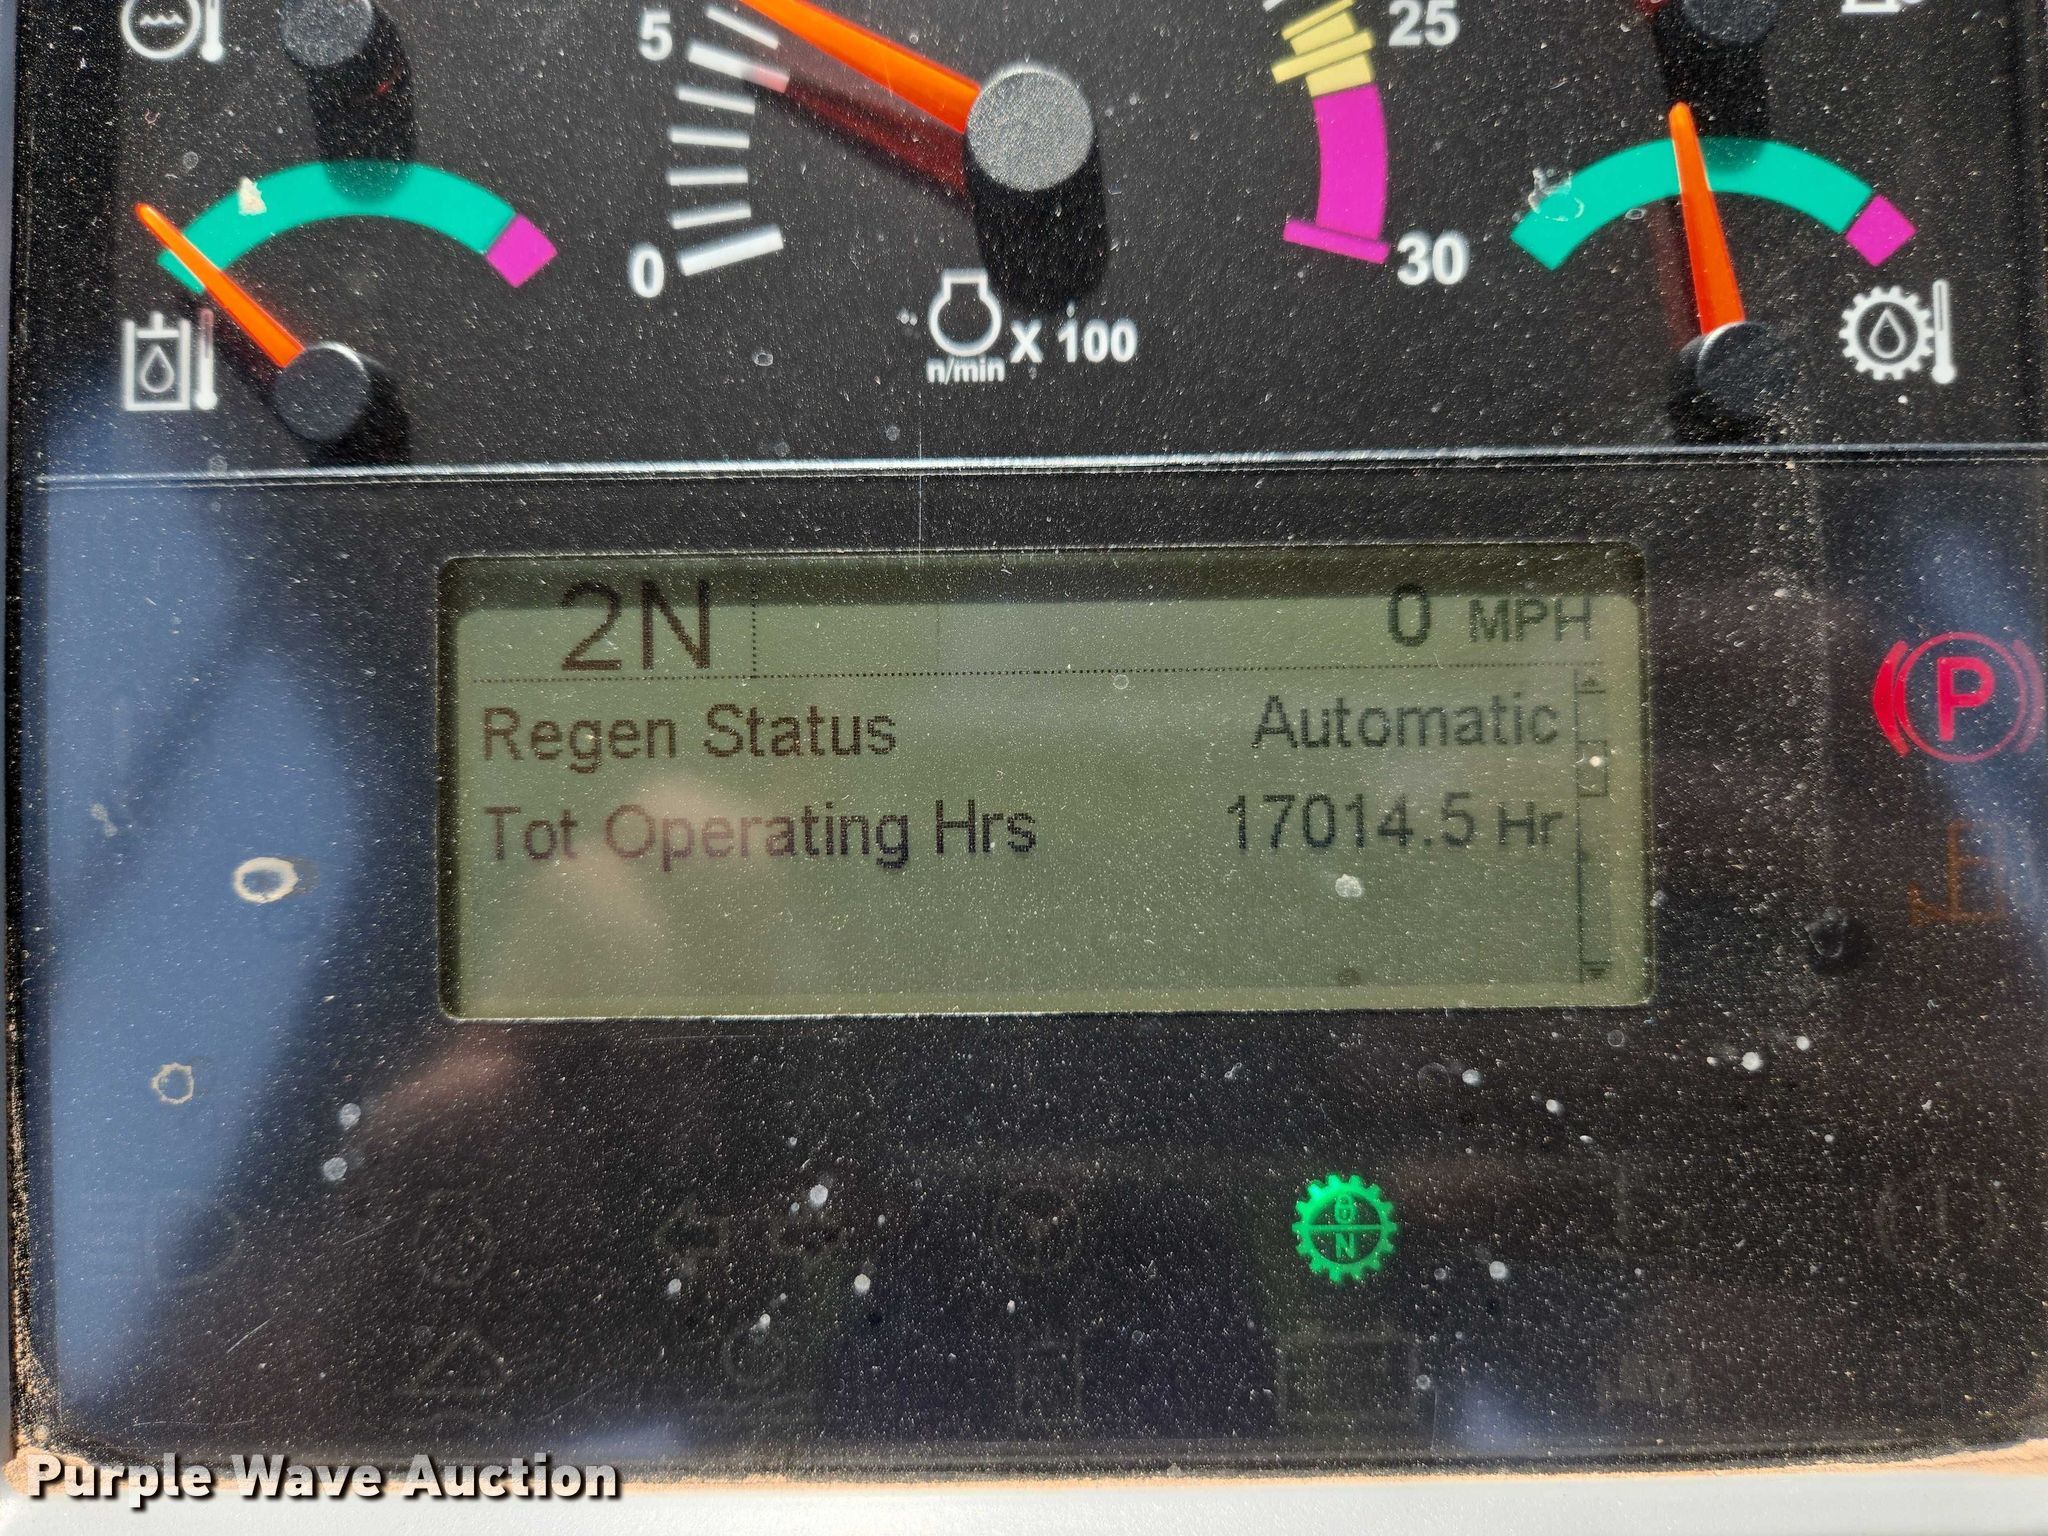 5
25
0
30
n/min X 100
2N
0 MPH
Regen Status Automatic
Tot Operating Hrs 17014.5 Hr
P
N
Purple Wave Auction